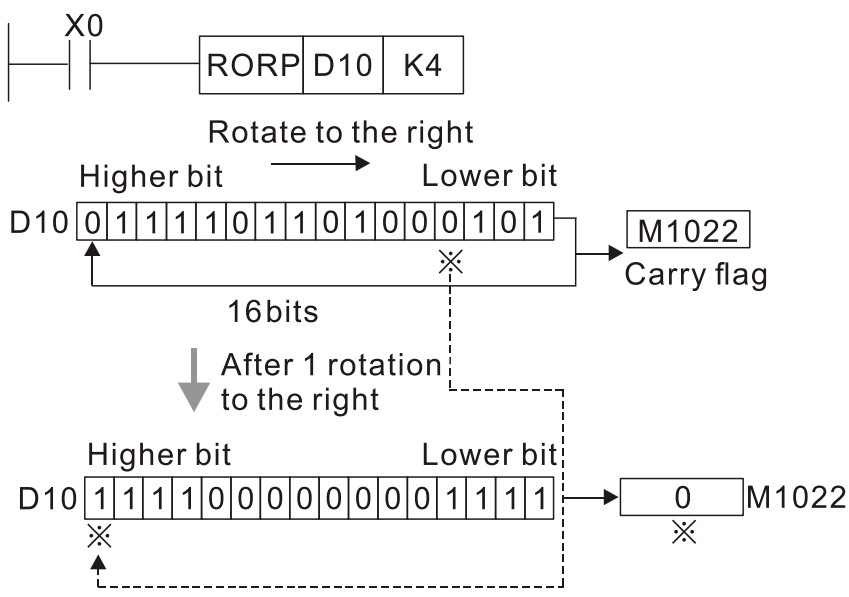 X0
RORP D10 K4
Rotate to the right
Higher bit Lower bit
D10 0 1 1 1 1 0 1 1 0 1 0 0 0 1 0 1 M1022
※ Carry flag
16bits
After 1 rotation
to the right
Higher bit Lower bit
D10 1 1 1 1 0 0 0 0 0 0 0 0 1 1 1 1 0 M1022
※ ※